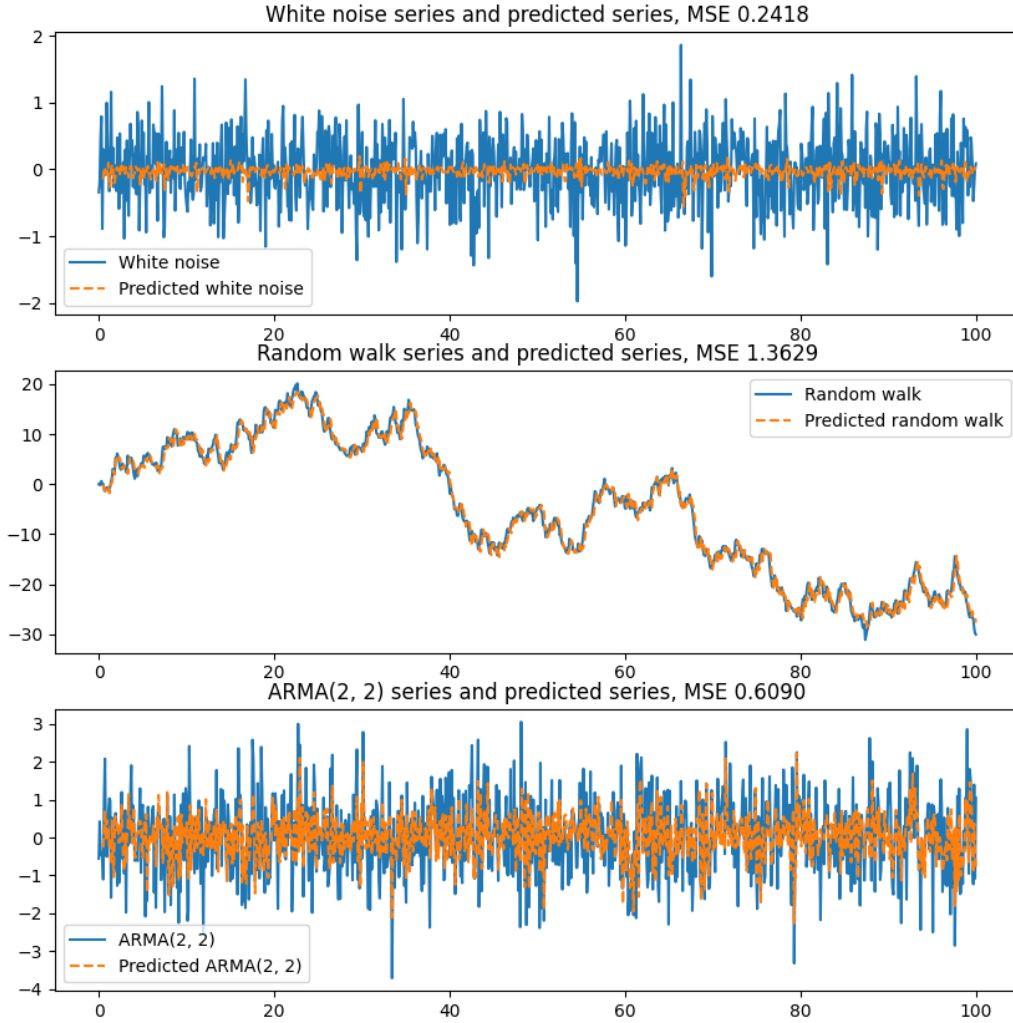 White noise series and predicted series, MSE 0.2418
2
1
0
−1
−2
White noise
Predicted white noise
0 20 40 60 80 100
Random walk series and predicted series, MSE 1.3629
20
10
0
−10
−20
−30
Random walk
Predicted random walk
0 20 40 60 80 100
ARMA(2, 2) series and predicted series, MSE 0.6090
3
2
1
0
−1
−2
−3
−4
ARMA(2, 2)
Predicted ARMA(2, 2)
0 20 40 60 80 100